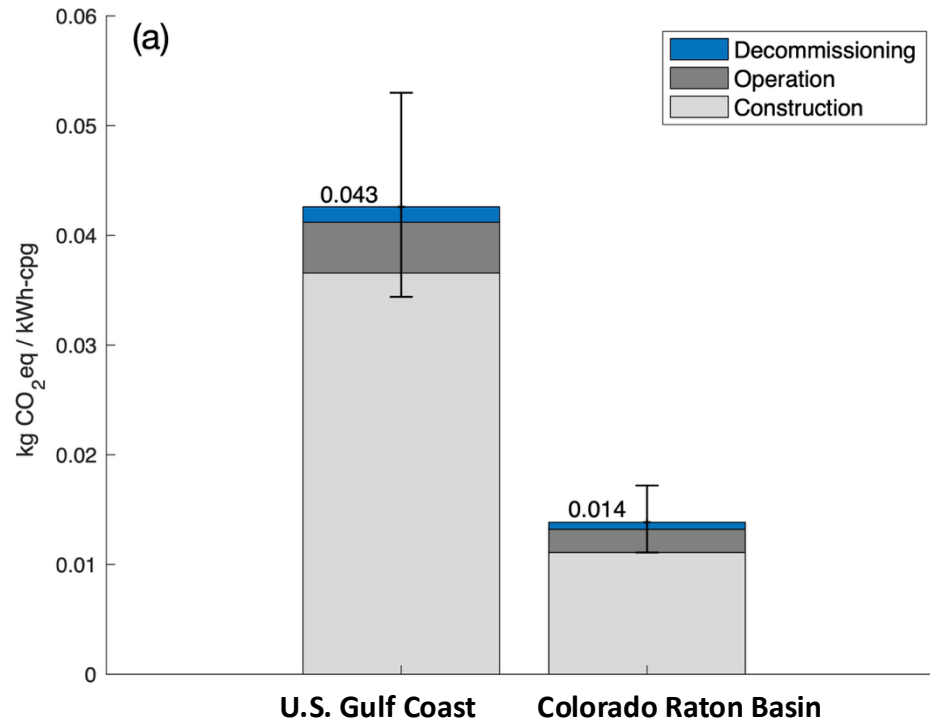 (a)
Decommissioning
Operation
Construction
kg CO2eq / kWh-cpg
0.06
0.05
0.04
0.03
0.02
0.01
0
0.043
0.014
U.S. Gulf Coast
Colorado Raton Basin